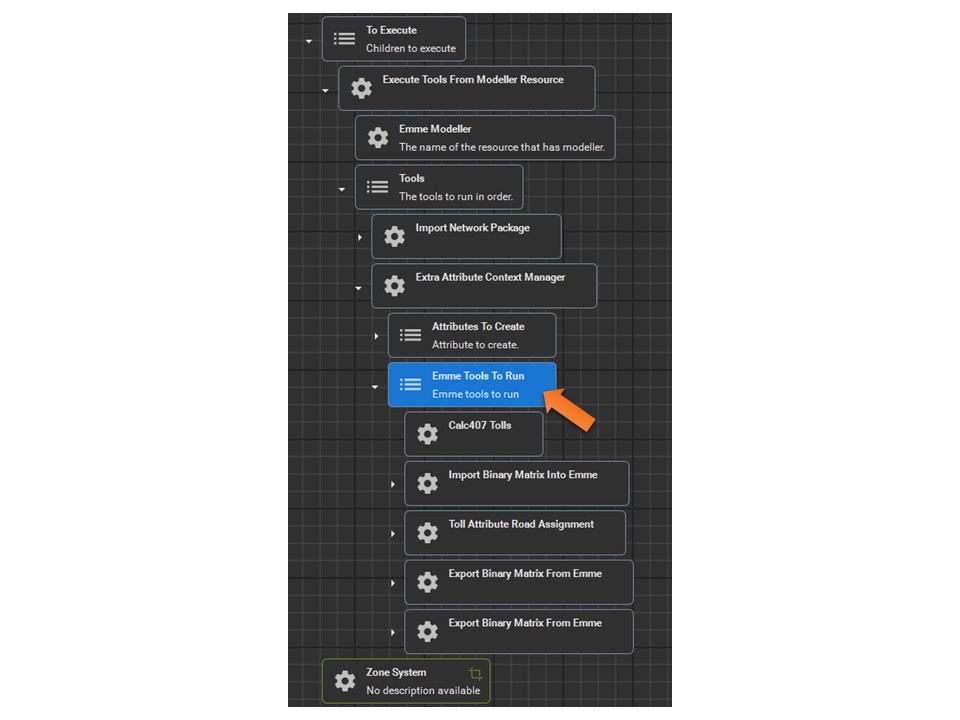 To Execute
Children to execute
Execute Tools From Modeller Resource
Emme Modeller
The name of the resource that has modeller.
Tools
The tools to run in order.
Import Network Package
Extra Attribute Context Manager
Attributes To Create
Attribute to create.
Emme Tools To Run
Emme tools to run
Calc407 Tolls
Import Binary Matrix Into Emme
Toll Attribute Road Assignment
Export Binary Matrix From Emme
Export Binary Matrix From Emme
Zone System
No description available